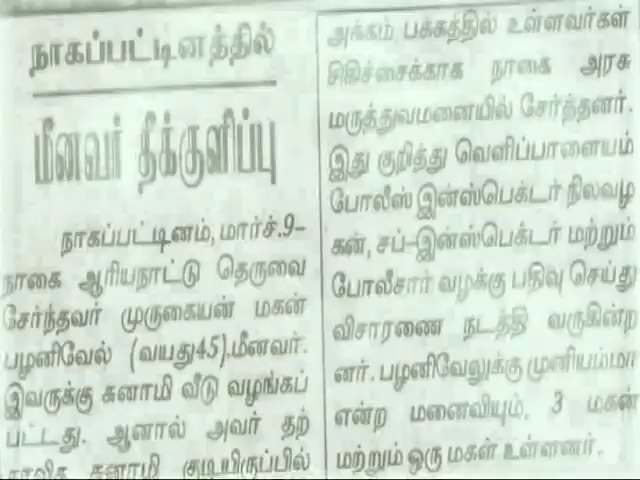 நாகப்பட்டினத்தில்
மீனவர் தீக்குளிப்பு
நாகப்பட்டினம், மார்ச்.9–
நாகை ஆரியநாட்டு தெருவை
சேர்ந்தவர் முருகையன் மகன்
பழனிவேல் (வயது45).மீனவர்.
இவருக்கு சுனாமி வீடு வழங்கப்
பட்டது. ஆனால் அவர் தற்
காலிக சுனாமி குடியிருப்பில்
அக்கம் பக்கத்தில் உள்ளவர்கள்
சிகிச்சைக்காக நாகை அரசு
மருத்துவமனையில் சேர்த்தனர்.
இது குறித்து வெளிப்பாளையம்
போலீஸ் இன்ஸ்பெக்டர் நிலவழ
கன், சப்–இன்ஸ்பெக்டர் மற்றும்
போலீசார் வழக்கு பதிவு செய்து
விசாரணை நடத்தி வருகின்ற
னர். பழனிவேலுக்கு முனியம்மா
என்ற மனைவியும், 3 மகன்
மற்றும் ஒரு மகள் உள்ளனர்.